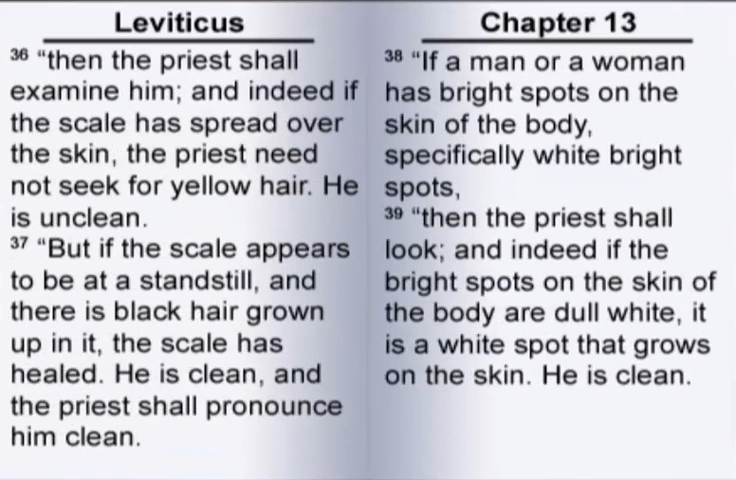 Leviticus
³⁶ “then the priest shall
examine him; and indeed if
the scale has spread over
the skin, the priest need
not seek for yellow hair. He
is unclean.
³⁷ “But if the scale appears
to be at a standstill, and
there is black hair grown
up in it, the scale has
healed. He is clean, and
the priest shall pronounce
him clean.
Chapter 13
³⁸ “If a man or a woman
has bright spots on the
skin of the body,
specifically white bright
spots,
³⁹ “then the priest shall
look; and indeed if the
bright spots on the skin of
the body are dull white, it
is a white spot that grows
on the skin. He is clean.